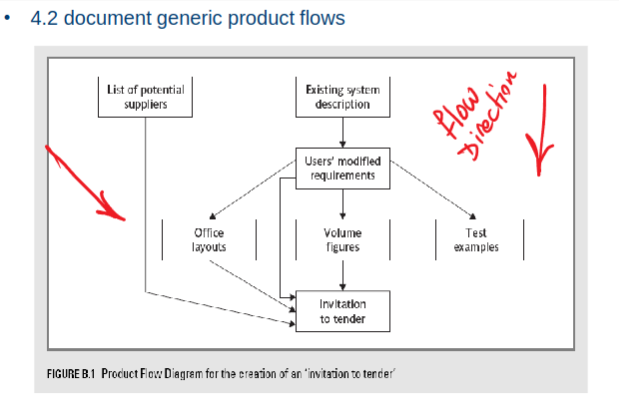 • 4.2 document generic product flows
List of potential
suppliers
Existing system
description
Flow
Direction
Users' modified
requirements
Office
layouts
Volume
figures
Test
examples
Invitation
to tender
FIGURE B.1 Product Flow Diagram for the creation of an 'invitation to tender'